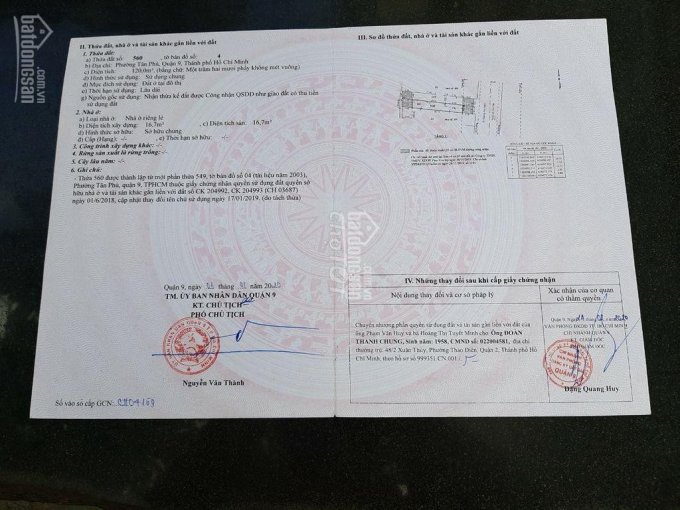 II. Thửa đất, nhà ở và tài sản khác gắn liền với đất
1. Thửa đất:
a) Thửa đất số: 560 , tờ bản đồ số: 4
b) Địa chỉ: Phường Tân Phú, Quận 9, Thành phố Hồ Chí Minh
c) Diện tích: 120,0m², (bằng chữ: Một trăm hai mươi phẩy không mét vuông)
d) Hình thức sử dụng: Sử dụng chung
đ) Mục đích sử dụng: Đất ở tại đô thị
e) Thời hạn sử dụng: Lâu dài
g) Nguồn gốc sử dụng: Nhận thừa kế đất được Công nhận QSDĐ như giao đất có thu tiền
sử dụng đất
2. Nhà ở:
a) Loại nhà ở: Nhà ở riêng lẻ
b) Diện tích xây dựng: 16,7m² c) Diện tích sàn: 16,7m²
d) Hình thức sở hữu: Sở hữu chung
đ) Cấp (Hạng): -/- e) Thời hạn sở hữu: -/-
3. Công trình xây dựng khác: -/-
4. Rừng sản xuất là rừng trồng: -/-
5. Cây lâu năm: -/-
6. Ghi chú:
- Thửa 560 được thành lập từ một phần thửa 549, tờ bản đồ số 04 (tài liệu năm 2003),
Phường Tân Phú, quận 9, TPHCM thuộc giấy chứng nhận quyền sử dụng đất quyền sở
hữu nhà ở và tài sản gắn liền với đất số CK 204992, CK 204993 (CH 03687)
ngày 01/6/2018, cập nhật thay đổi tên chủ sử dụng ngày 17/01/2019. (do tách thửa)
Quận 9, ngày tháng năm 2020
TM. ỦY BAN NHÂN DÂN QUẬN 9
KT. CHỦ TỊCH
PHÓ CHỦ TỊCH
Nguyễn Văn Thành
Số vào sổ cấp GCN: CH04169
III. Sơ đồ thửa đất, nhà ở và tài sản khác gắn liền với đất
TẦNG 1
IV. Những thay đổi sau khi cấp giấy chứng nhận
Nội dung thay đổi và cơ sở pháp lý
Xác nhận của cơ quan
có thẩm quyền
Chuyển nhượng phần quyền sử dụng đất và tài sản gắn liền với đất của
ông Phạm Văn Huy và bà Hoàng Thị Tuyết Minh cho Ông ĐOÀN
THANH CHUNG, Sinh năm: 1958, CMND số: 022004581, địa chỉ
thường trú: 48/2 Xuân Thủy, Phường Thảo Điền, Quận 2, Thành phố Hồ
Chí Minh, theo hồ sơ số 999351.CN.001
Quận 9, Ngày tháng năm 2020
VĂN PHÒNG ĐKĐĐ TP. HỒ CHÍ MINH
CHI NHÁNH QUẬN 9
KT. GIÁM ĐỐC
PHÓ GIÁM ĐỐC
Đặng Quang Huy
batdongsan
.com.vn
batdongsan
.com.vn
batdongsan
.com.vn